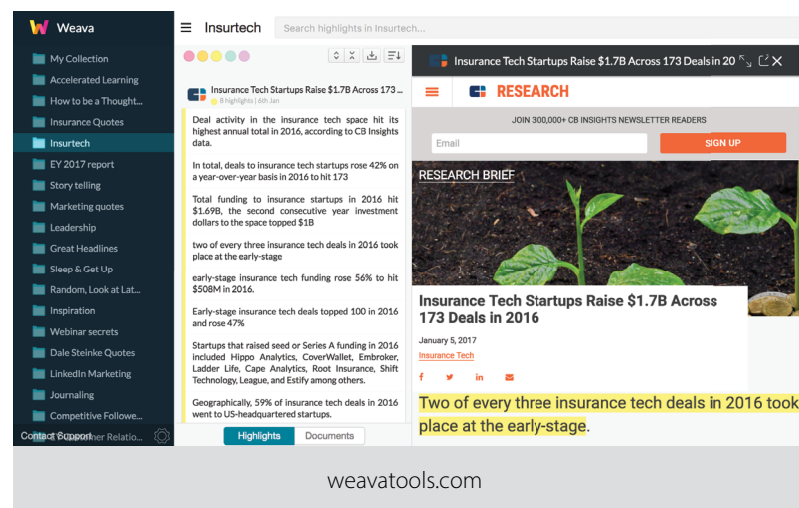 Weava
My Collection
Accelerated Learning
How to be a Thought...
Insurance Quotes
Insurtech
EY 2017 report
Story telling
Marketing quotes
Leadership
Great Headlines
Sleep & Get Up
Random, Look at Lat...
Inspiration
Webinar secrets
Dale Steinke Quotes
LinkedIn Marketing
Journaling
Competitive Followe...
Contact Support
Relatio...
Insurtech
Search highlights in Insurtech...
Insurance Tech Startups Raise $1.7B Across 173 ...
8 highlights | 6th Jan
Deal activity in the insurance tech space hit its
highest annual total in 2016, according to CB Insights
data.
In total, deals to insurance tech startups rose 42% on
a year-over-year basis in 2016 to hit 173
Total funding to insurance startups in 2016 hit
$1.69B, the second consecutive year investment
dollars to the space topped $1B
two of every three insurance tech deals in 2016 took
place at the early-stage
early-stage insurance tech funding rose 56% to hit
$508M in 2016.
Early-stage insurance tech deals topped 100 in 2016
and rose 47%
Startups that raised seed or Series A funding in 2016
included Hippo Analytics, CoverWallet, Embroker,
Ladder Life, Cape Analytics, Root Insurance, Shift
Technology, League, and Estify among others.
Geographically, 59% of insurance tech deals in 2016
went to US-headquartered startups.
Highlights
Documents
Insurance Tech Startups Raise $1.7B Across 173 Deals in 20
RESEARCH
JOIN 300,000+ CB INSIGHTS NEWSLETTER READERS
Email
SIGN UP
RESEARCH BRIEF
Insurance Tech Startups Raise $1.7B Across
173 Deals in 2016
January 5, 2017
Insurance Tech
Two of every three insurance tech deals in 2016 took
place at the early-stage.
weavatools.com